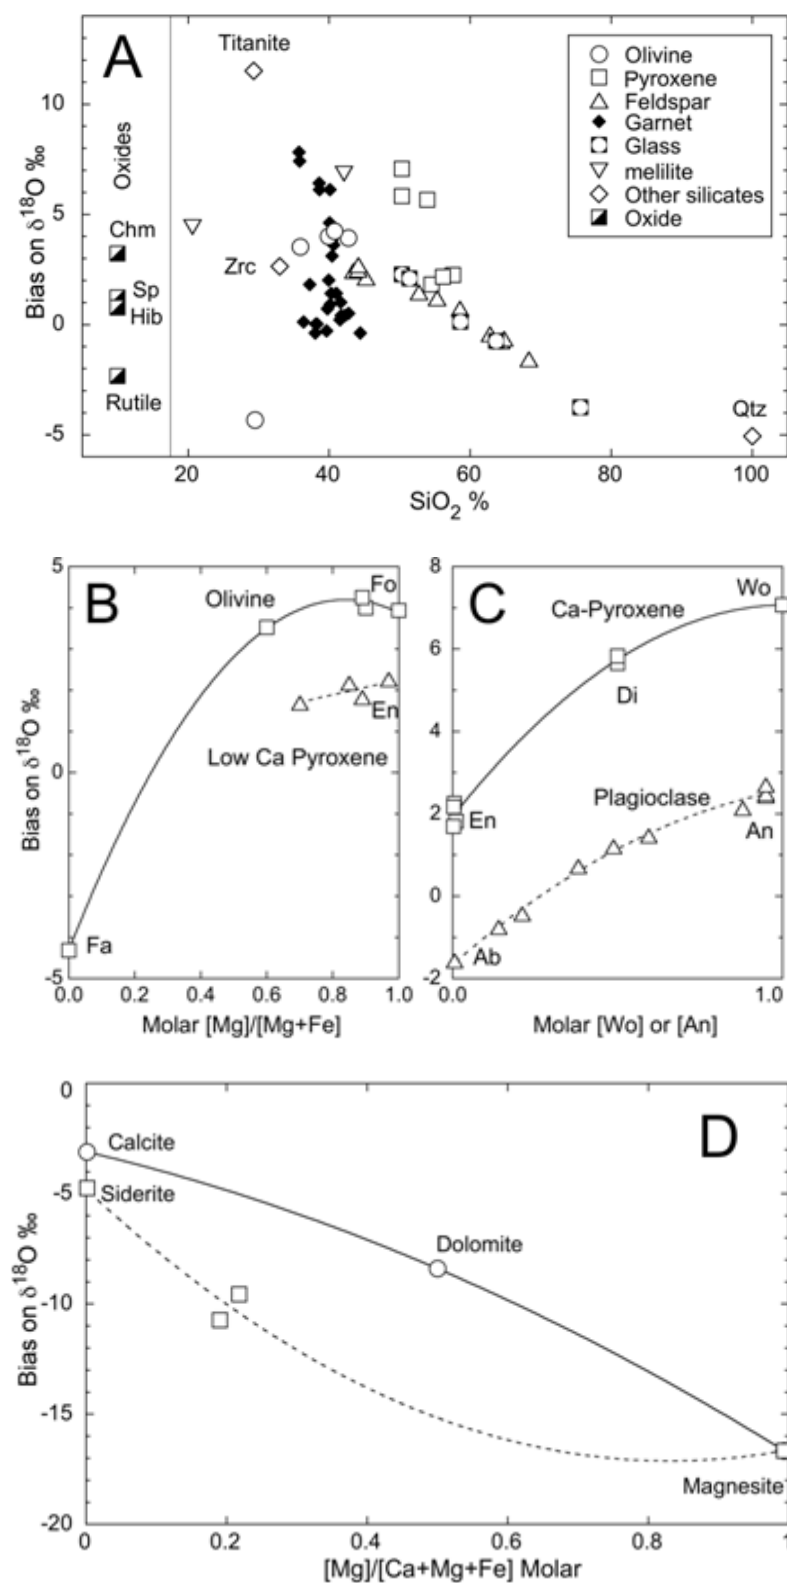 A
Titanite
Olivine
Pyroxene
Feldspar
Garnet
Glass
melilite
Other silicates
Oxide
Oxides
Chm
Zrc
Sp
Hib
Rutile
Qtz
10
5
0
-5
Bias on δ¹⁸O ‰
20 40 60 80 100
SiO₂ %
B
Olivine
Fo
En
Low Ca Pyroxene
Fa
5
0
-5
Bias on δ¹⁸O ‰
0.0 0.2 0.4 0.6 0.8 1.0
Molar [Mg]/[Mg+Fe]
C
Wo
Ca-Pyroxene
Di
Plagioclase
En
An
Ab
8
6
4
2
0
-2
0.0 1.0
Molar [Wo] or [An]
D
Calcite
Siderite
Dolomite
Magnesite
0
-5
-10
-15
-20
Bias on δ¹⁸O ‰
0 0.2 0.4 0.6 0.8 1
[Mg]/[Ca+Mg+Fe] Molar